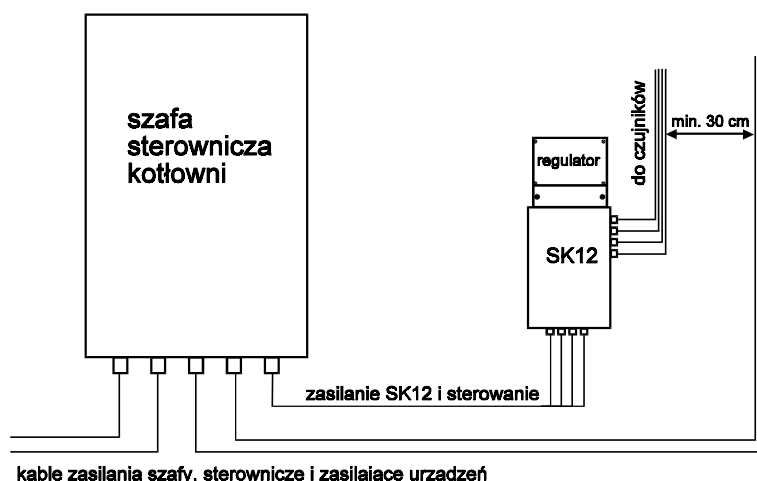 szafa
sterownicza
kotłowni
regulator
SK12
do czujników
min. 30 cm
zasilanie SK12 i sterowanie
kable zasilania szafy, sterownicze i zasilające urządzeń